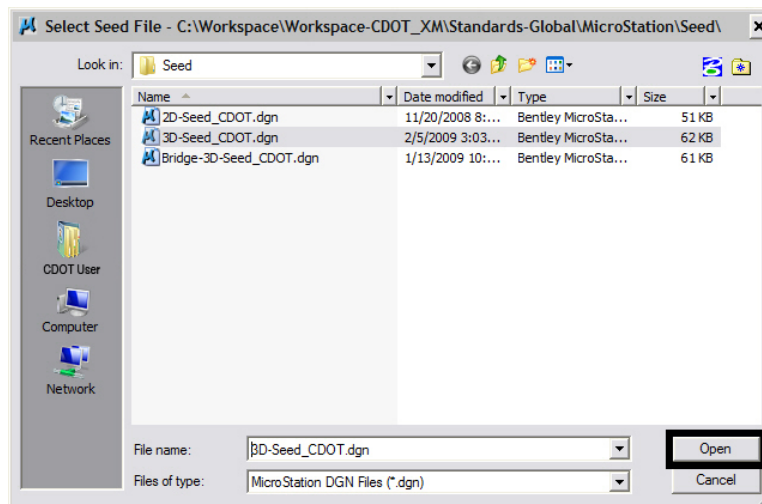 Select Seed File - C:\Workspace\Workspace-CDOT_XM\Standards-Global\MicroStation\Seed\
Look in: Seed
Name Date modified Type Size
2D-Seed_CDOT.dgn 11/20/2008 8:... Bentley MicroSta... 51 KB
3D-Seed_CDOT.dgn 2/5/2009 3:03... Bentley MicroSta... 62 KB
Bridge-3D-Seed_CDOT.dgn 1/13/2009 10:... Bentley MicroSta... 61 KB
Recent Places
Desktop
CDOT User
Computer
Network
File name: 3D-Seed_CDOT.dgn Open
Files of type: MicroStation DGN Files (*.dgn) Cancel